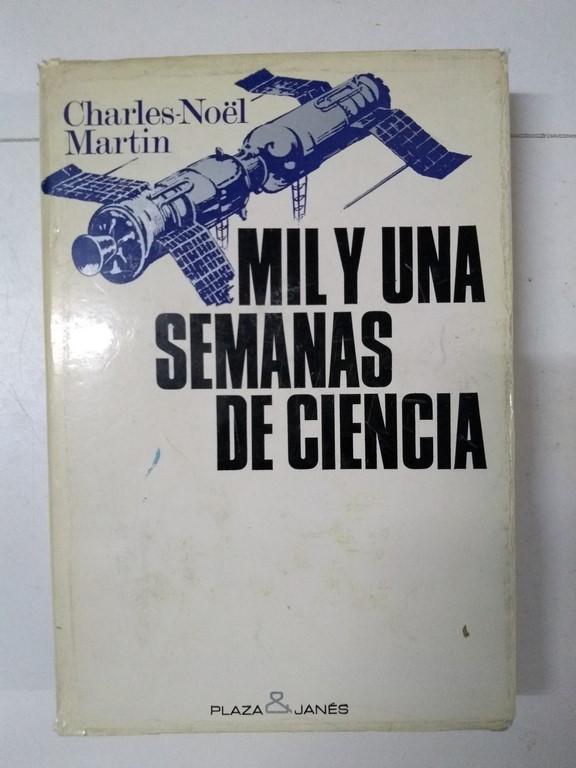 Charles-Noël
Martin
MIL Y UNA
SEMANAS
DE CIENCIA
PLAZA & JANÉS